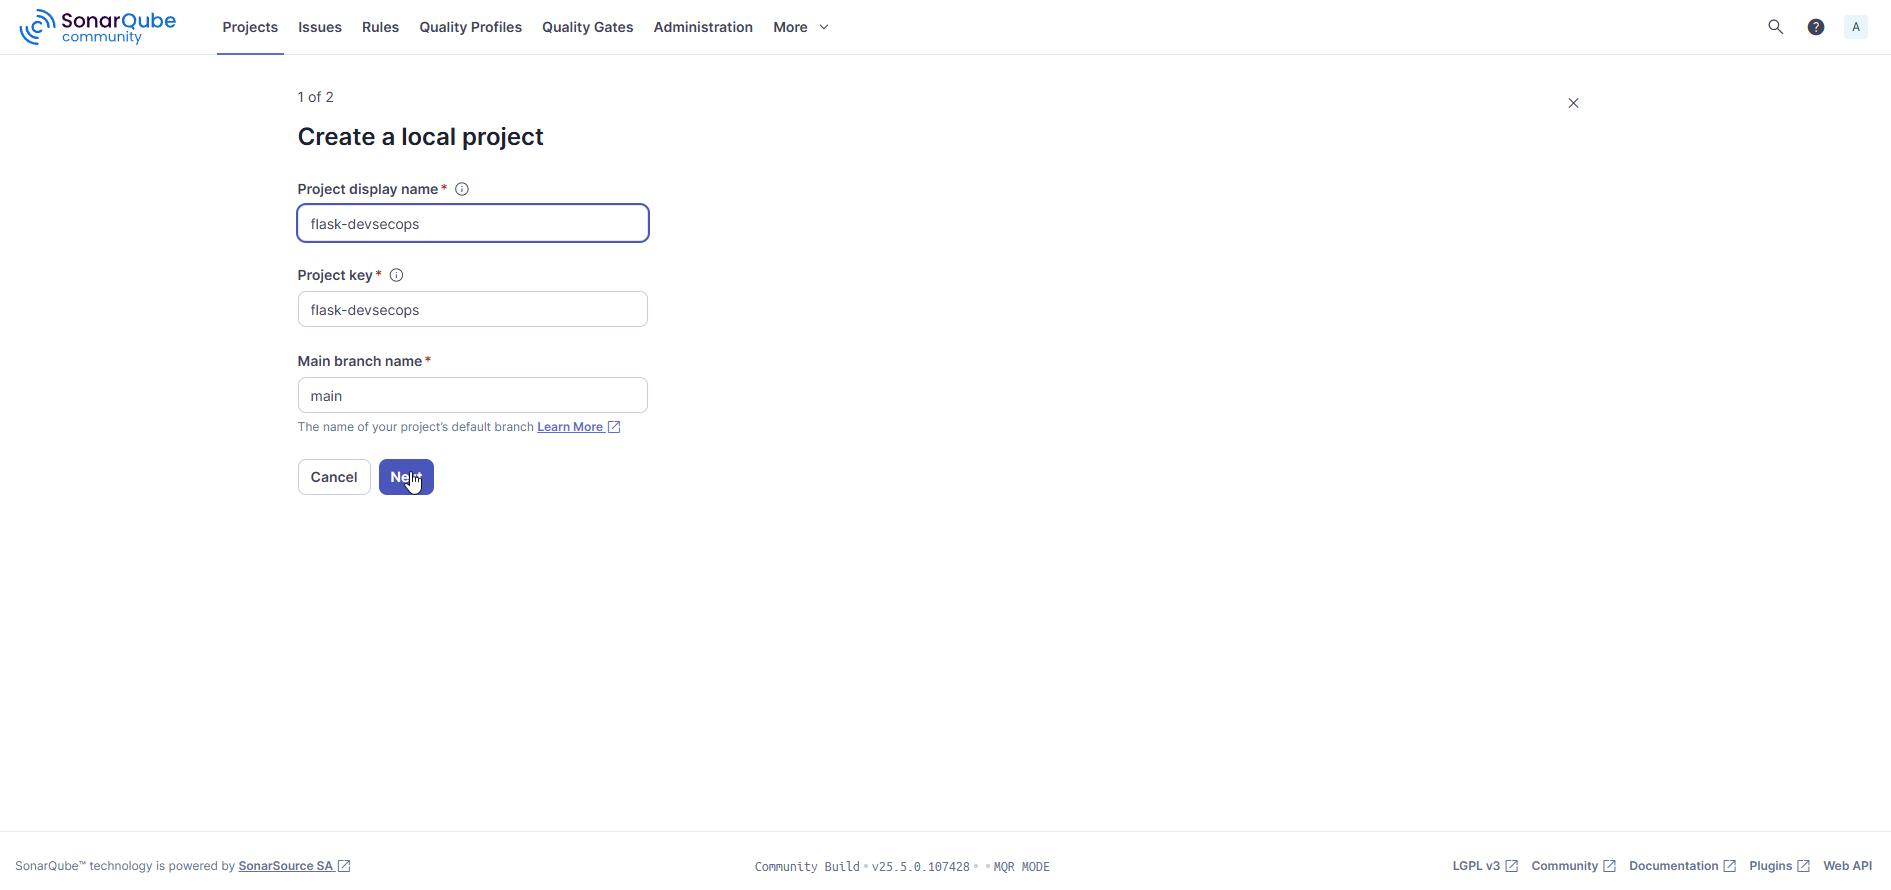 SonarQube
community
Projects Issues Rules Quality Profiles Quality Gates Administration More
A
1 of 2
Create a local project
Project display name *
flask-devsecops
Project key *
flask-devsecops
Main branch name *
main
The name of your project's default branch Learn More
Cancel
SonarQube™ technology is powered by SonarSource SA
Community Build • v25.5.0.107428 • • MQR MODE
LGPL v3 Community Documentation Plugins Web API